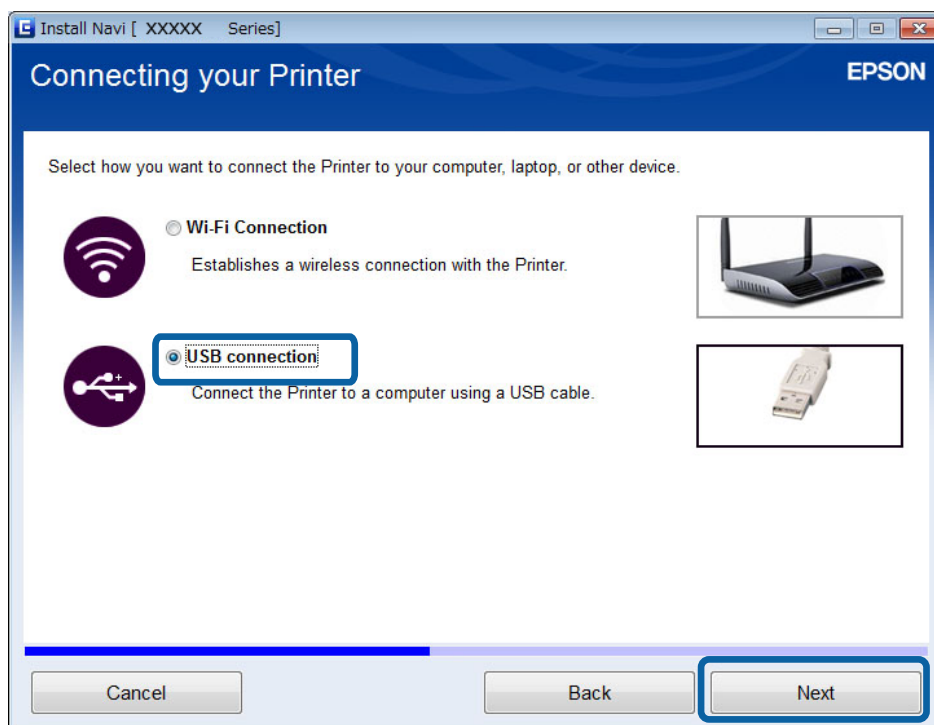 Install Navi [ XXXXX Series]
Connecting your Printer
EPSON
Select how you want to connect the Printer to your computer, laptop, or other device.
Wi-Fi Connection
Establishes a wireless connection with the Printer.
USB connection
Connect the Printer to a computer using a USB cable.
Cancel
Back
Next